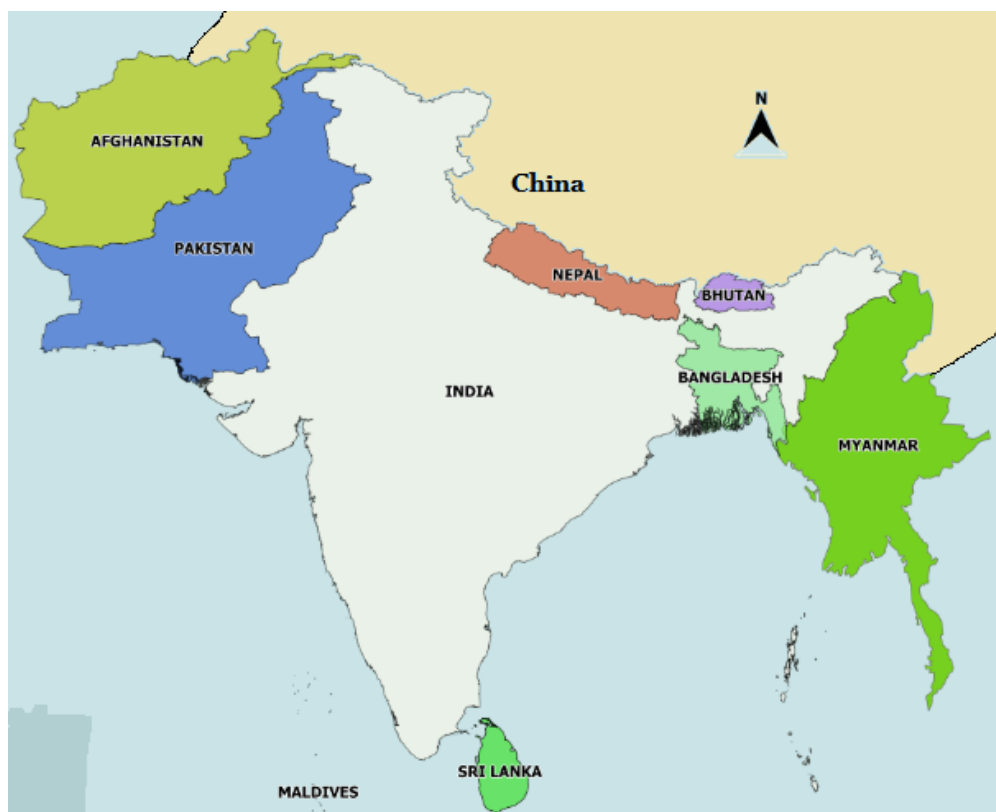 N
AFGHANISTAN
China
PAKISTAN
NEPAL
BHUTAN
BANGLADESH
INDIA
MYANMAR
SRI LANKA
MALDIVES